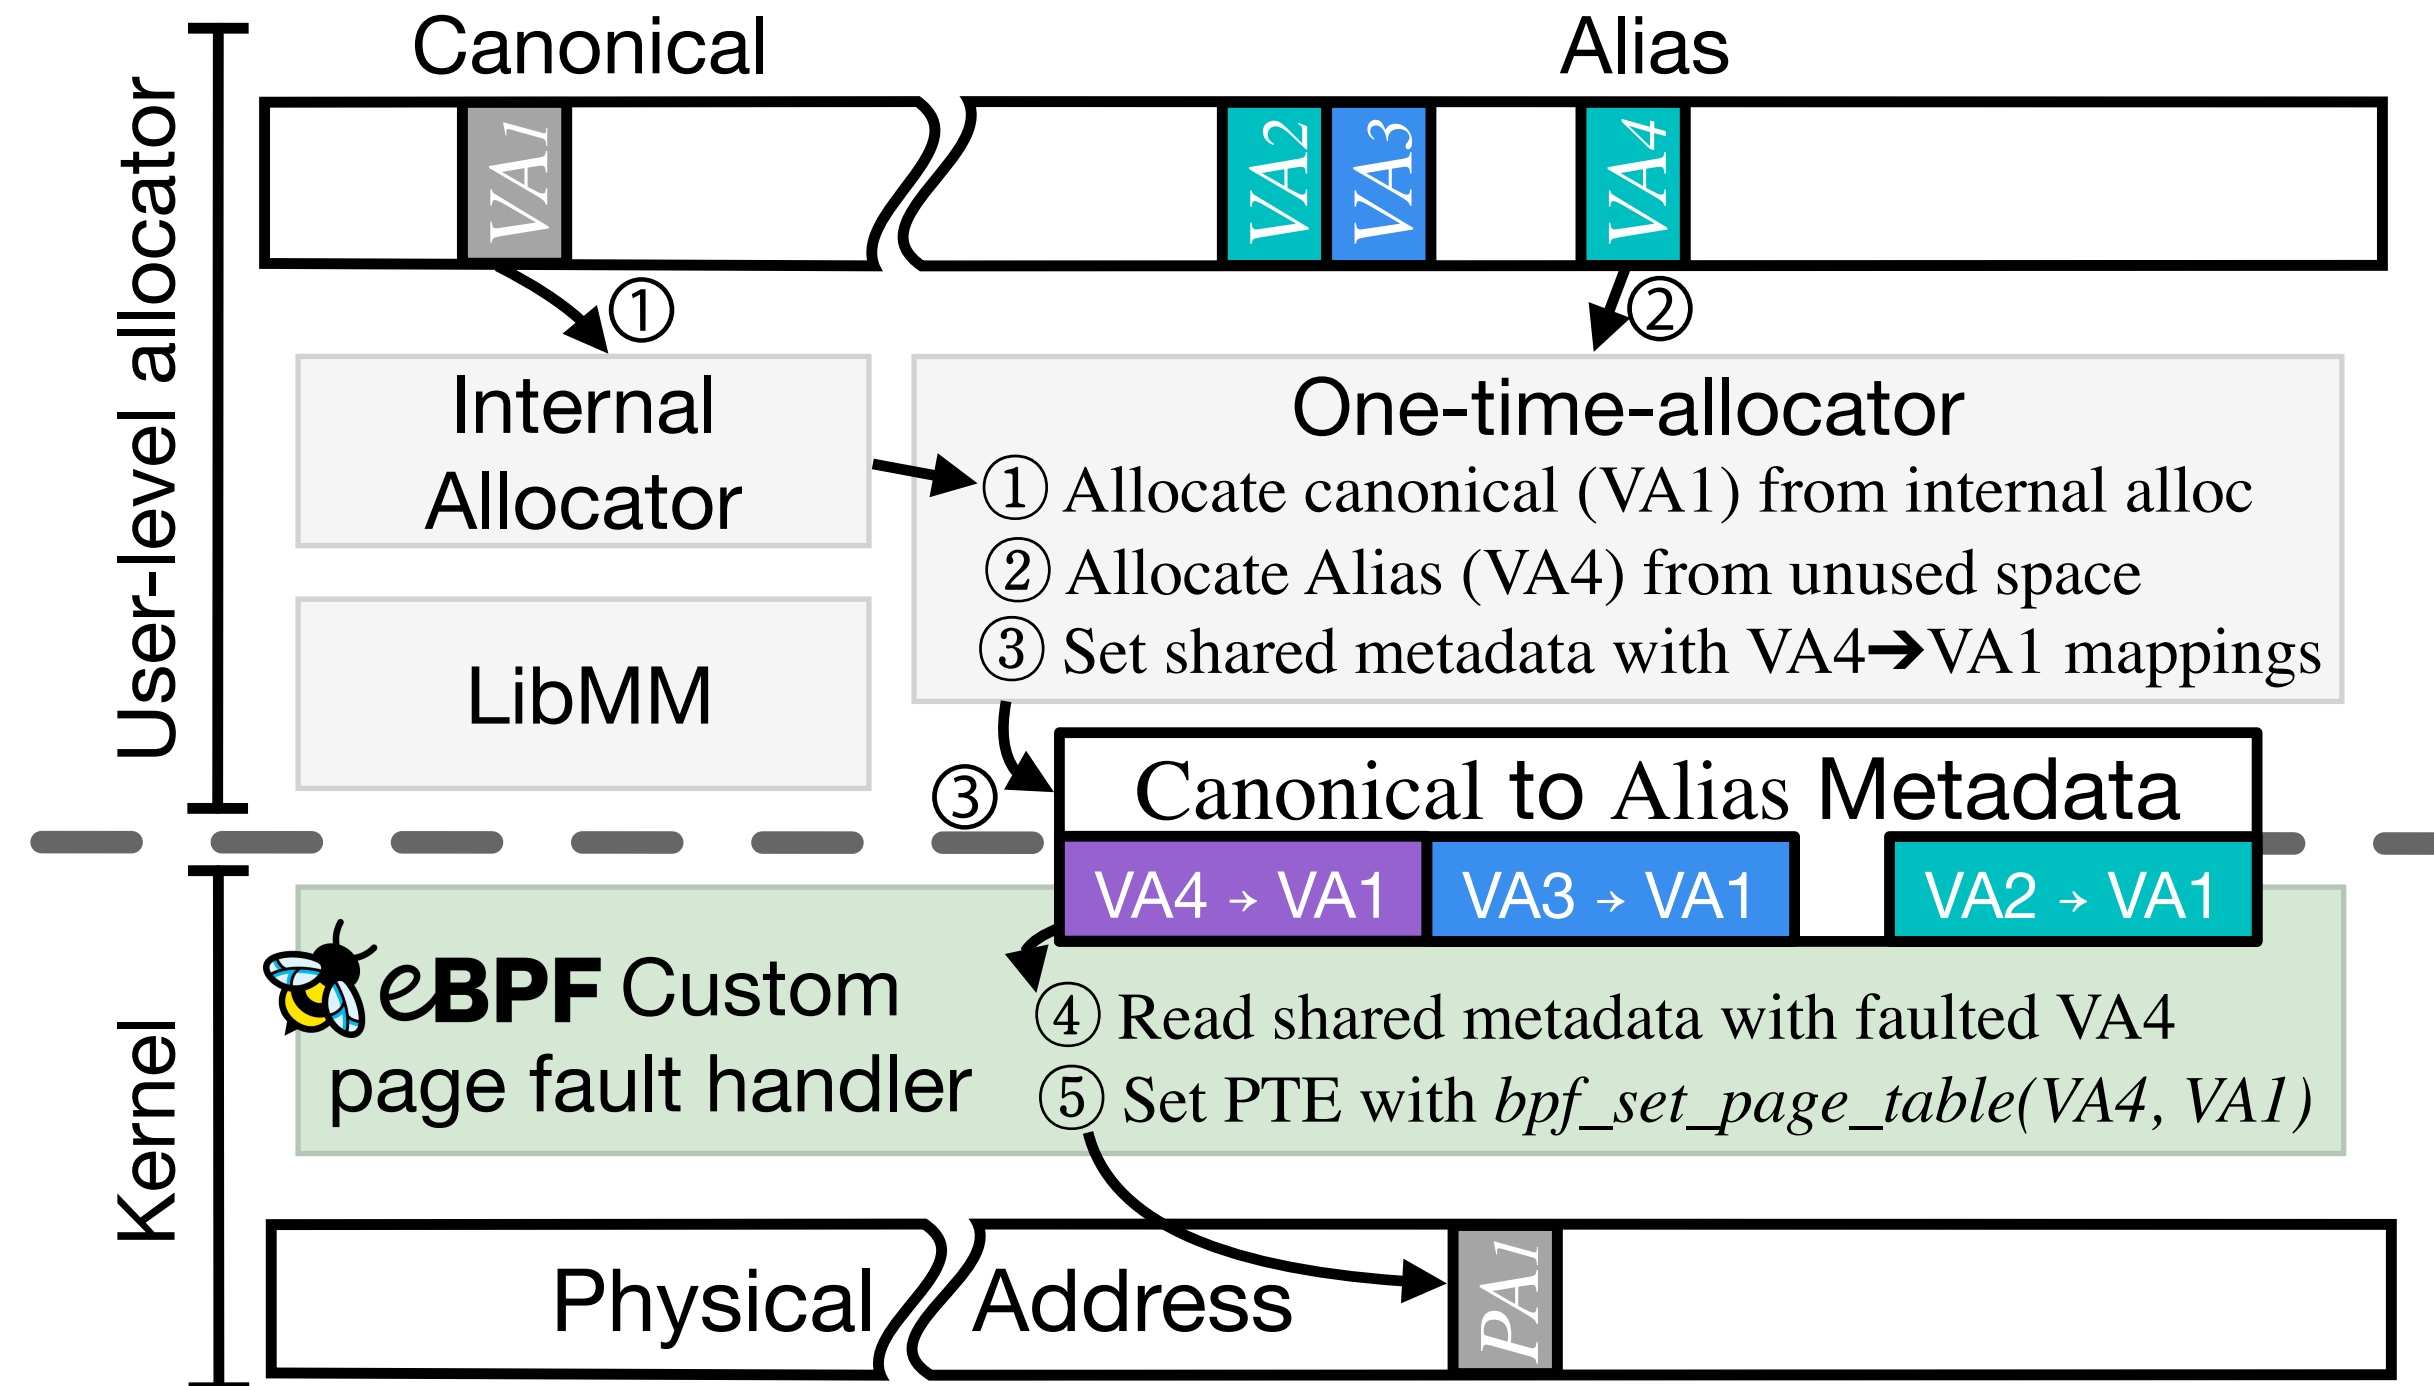 Canonical
Alias
User-level allocator
VA1
VA2
VA3
VA4
①
②
Internal
Allocator
One-time-allocator
① Allocate canonical (VA1) from internal alloc
② Allocate Alias (VA4) from unused space
③ Set shared metadata with VA4➔VA1 mappings
LibMM
③
Canonical to Alias Metadata
VA4 → VA1
VA3 → VA1
VA2 → VA1
Kernel
eBPF Custom
page fault handler
④ Read shared metadata with faulted VA4
⑤ Set PTE with bpf_set_page_table(VA4, VA1)
Physical Address
PA1